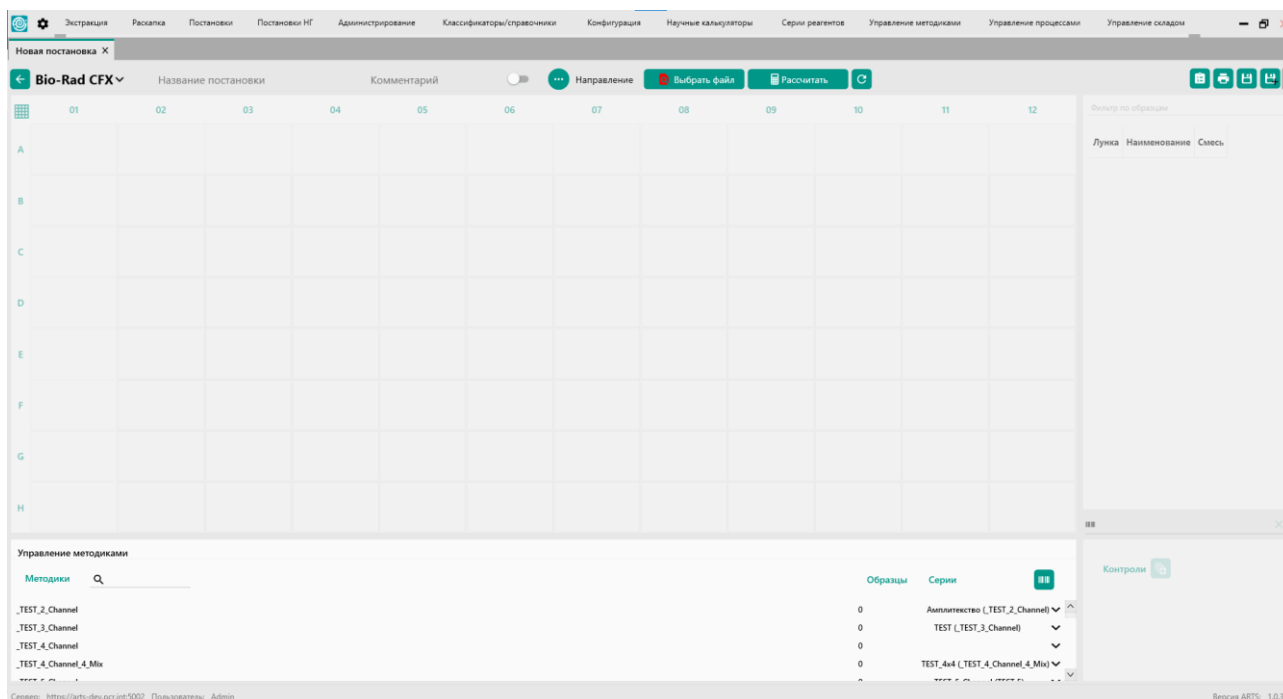 Экстракция Раскапка Постановки Постановки НГ Администрирование Классификаторы/справочники Конфигурация Научные калькуляторы Серии реагентов Управление методиками Управление процессами Управление складом
Новая постановка X
Bio-Rad CFX Название постановки Комментарий Направление Выбрать файл Рассчитать
01 02 03 04 05 06 07 08 09 10 11 12 Фильтр по образцам
Лунка Наименование Смесь
A
B
C
D
E
F
G
H
Управление методиками
Методики Образцы Серии
Контроли
_TEST_2_Channel 0 Амплитекство (_TEST_2_Channel)
_TEST_3_Channel 0 TEST (_TEST_3_Channel)
_TEST_4_Channel 0
_TEST_4_Channel_4_Mix 0 TEST_4x4 (_TEST_4_Channel_4_Mix)
Сервер: https://arts-dev.pcr.int:5002 Пользователь: Admin Версия ARTS: 1.0.3